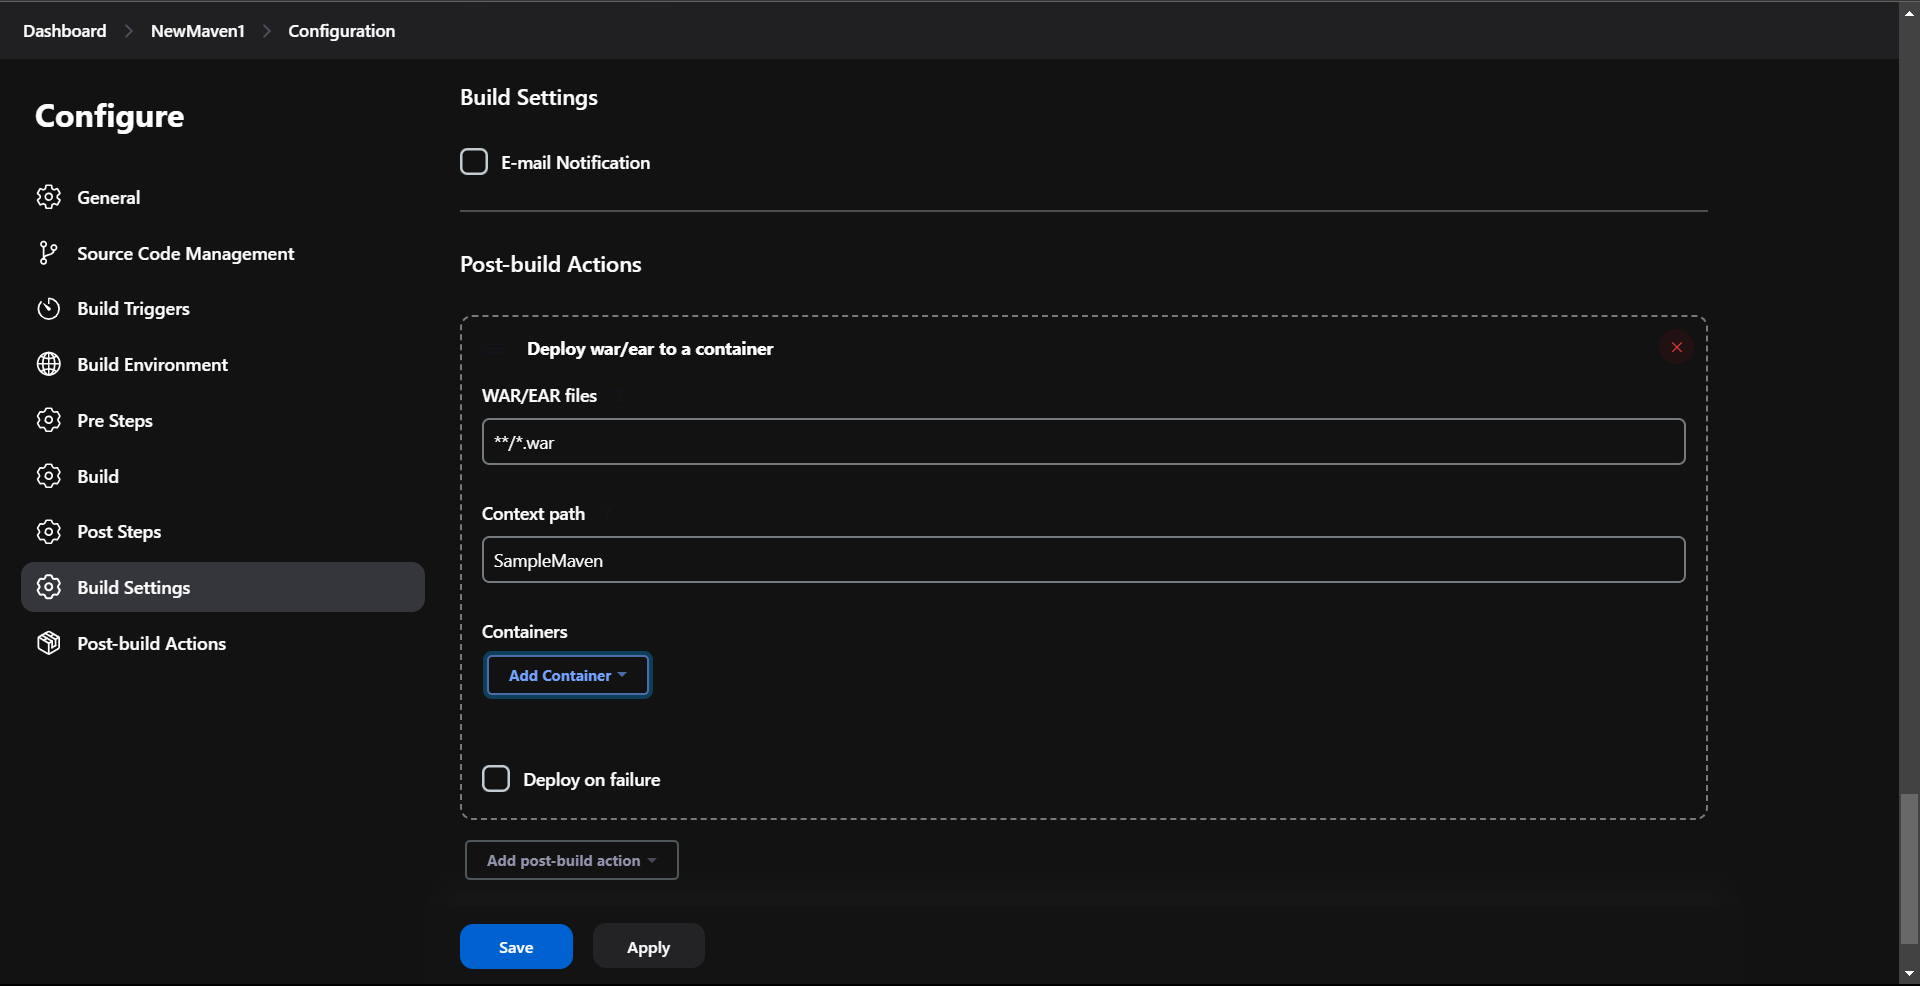 Dashboard > NewMaven1 > Configuration
Configure
General
Source Code Management
Build Triggers
Build Environment
Pre Steps
Build
Post Steps
Build Settings
Post-build Actions
Build Settings
E-mail Notification
Post-build Actions
Deploy war/ear to a container
WAR/EAR files
**/*.war
Context path
SampleMaven
Containers
Add Container
Deploy on failure
Add post-build action
Save
Apply